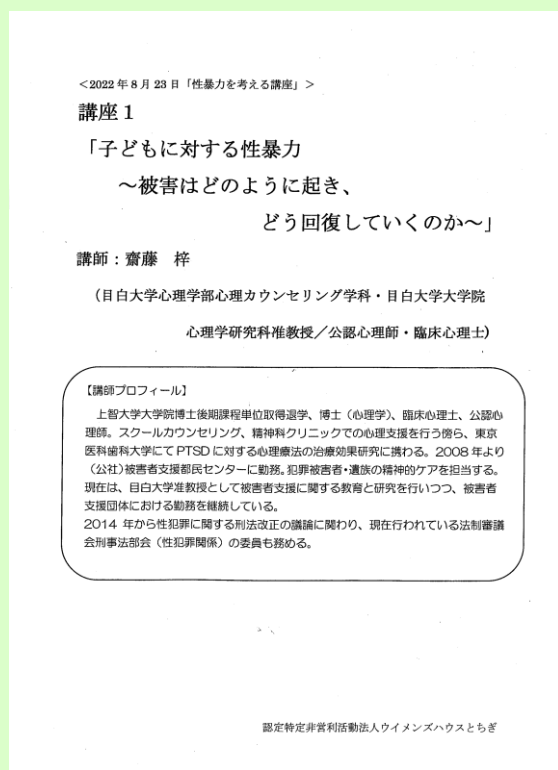 <2022年8月23日「性暴力を考える講座」>
講座1
「子どもに対する性暴力
~被害はどのように起き、
どう回復していくのか~」
講師:齋藤 梓
(目白大学心理学部心理カウンセリング学科・目白大学大学院
心理学研究科准教授/公認心理師・臨床心理士)
【講師プロフィール】
上智大学大学院博士後期課程単位取得退学、博士(心理学)、臨床心理士、公認心
理師。スクールカウンセリング、精神科クリニックでの心理支援を行う傍ら、東京
医科歯科大学にてPTSDに対する心理療法の治療効果研究に携わる。2008年より
(公社)被害者支援都民センターに勤務。犯罪被害者・遺族の精神的ケアを担当する。
現在は、目白大学准教授として被害者支援に関する教育と研究を行いつつ、被害者
支援団体における勤務を継続している。
2014 年から性犯罪に関する刑法改正の議論に関わり、現在行われている法制審議
会刑事法部会(性犯罪関係)の委員も務める。
認定特定非営利活動法人ウイメンズハウスとちぎ